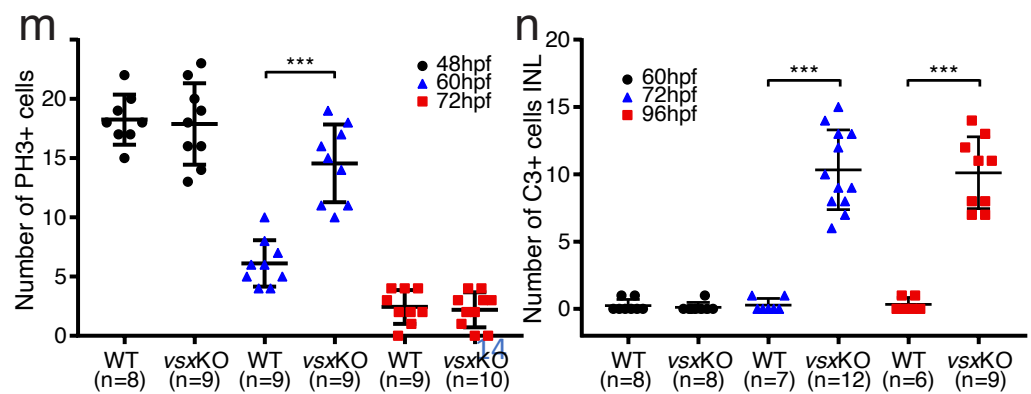 m
Number of PH3+ cells
20
15
10
5
0
***
48hpf
60hpf
72hpf
WT
(n=8)
vsxKO
(n=9)
WT
(n=9)
vsxKO
(n=9)
WT
(n=9)
vsxKO
(n=10)
14
n
Number of C3+ cells INL
20
15
10
5
0
60hpf
72hpf
96hpf
***
***
WT
(n=8)
vsxKO
(n=8)
WT
(n=7)
vsxKO
(n=12)
WT
(n=6)
vsxKO
(n=9)